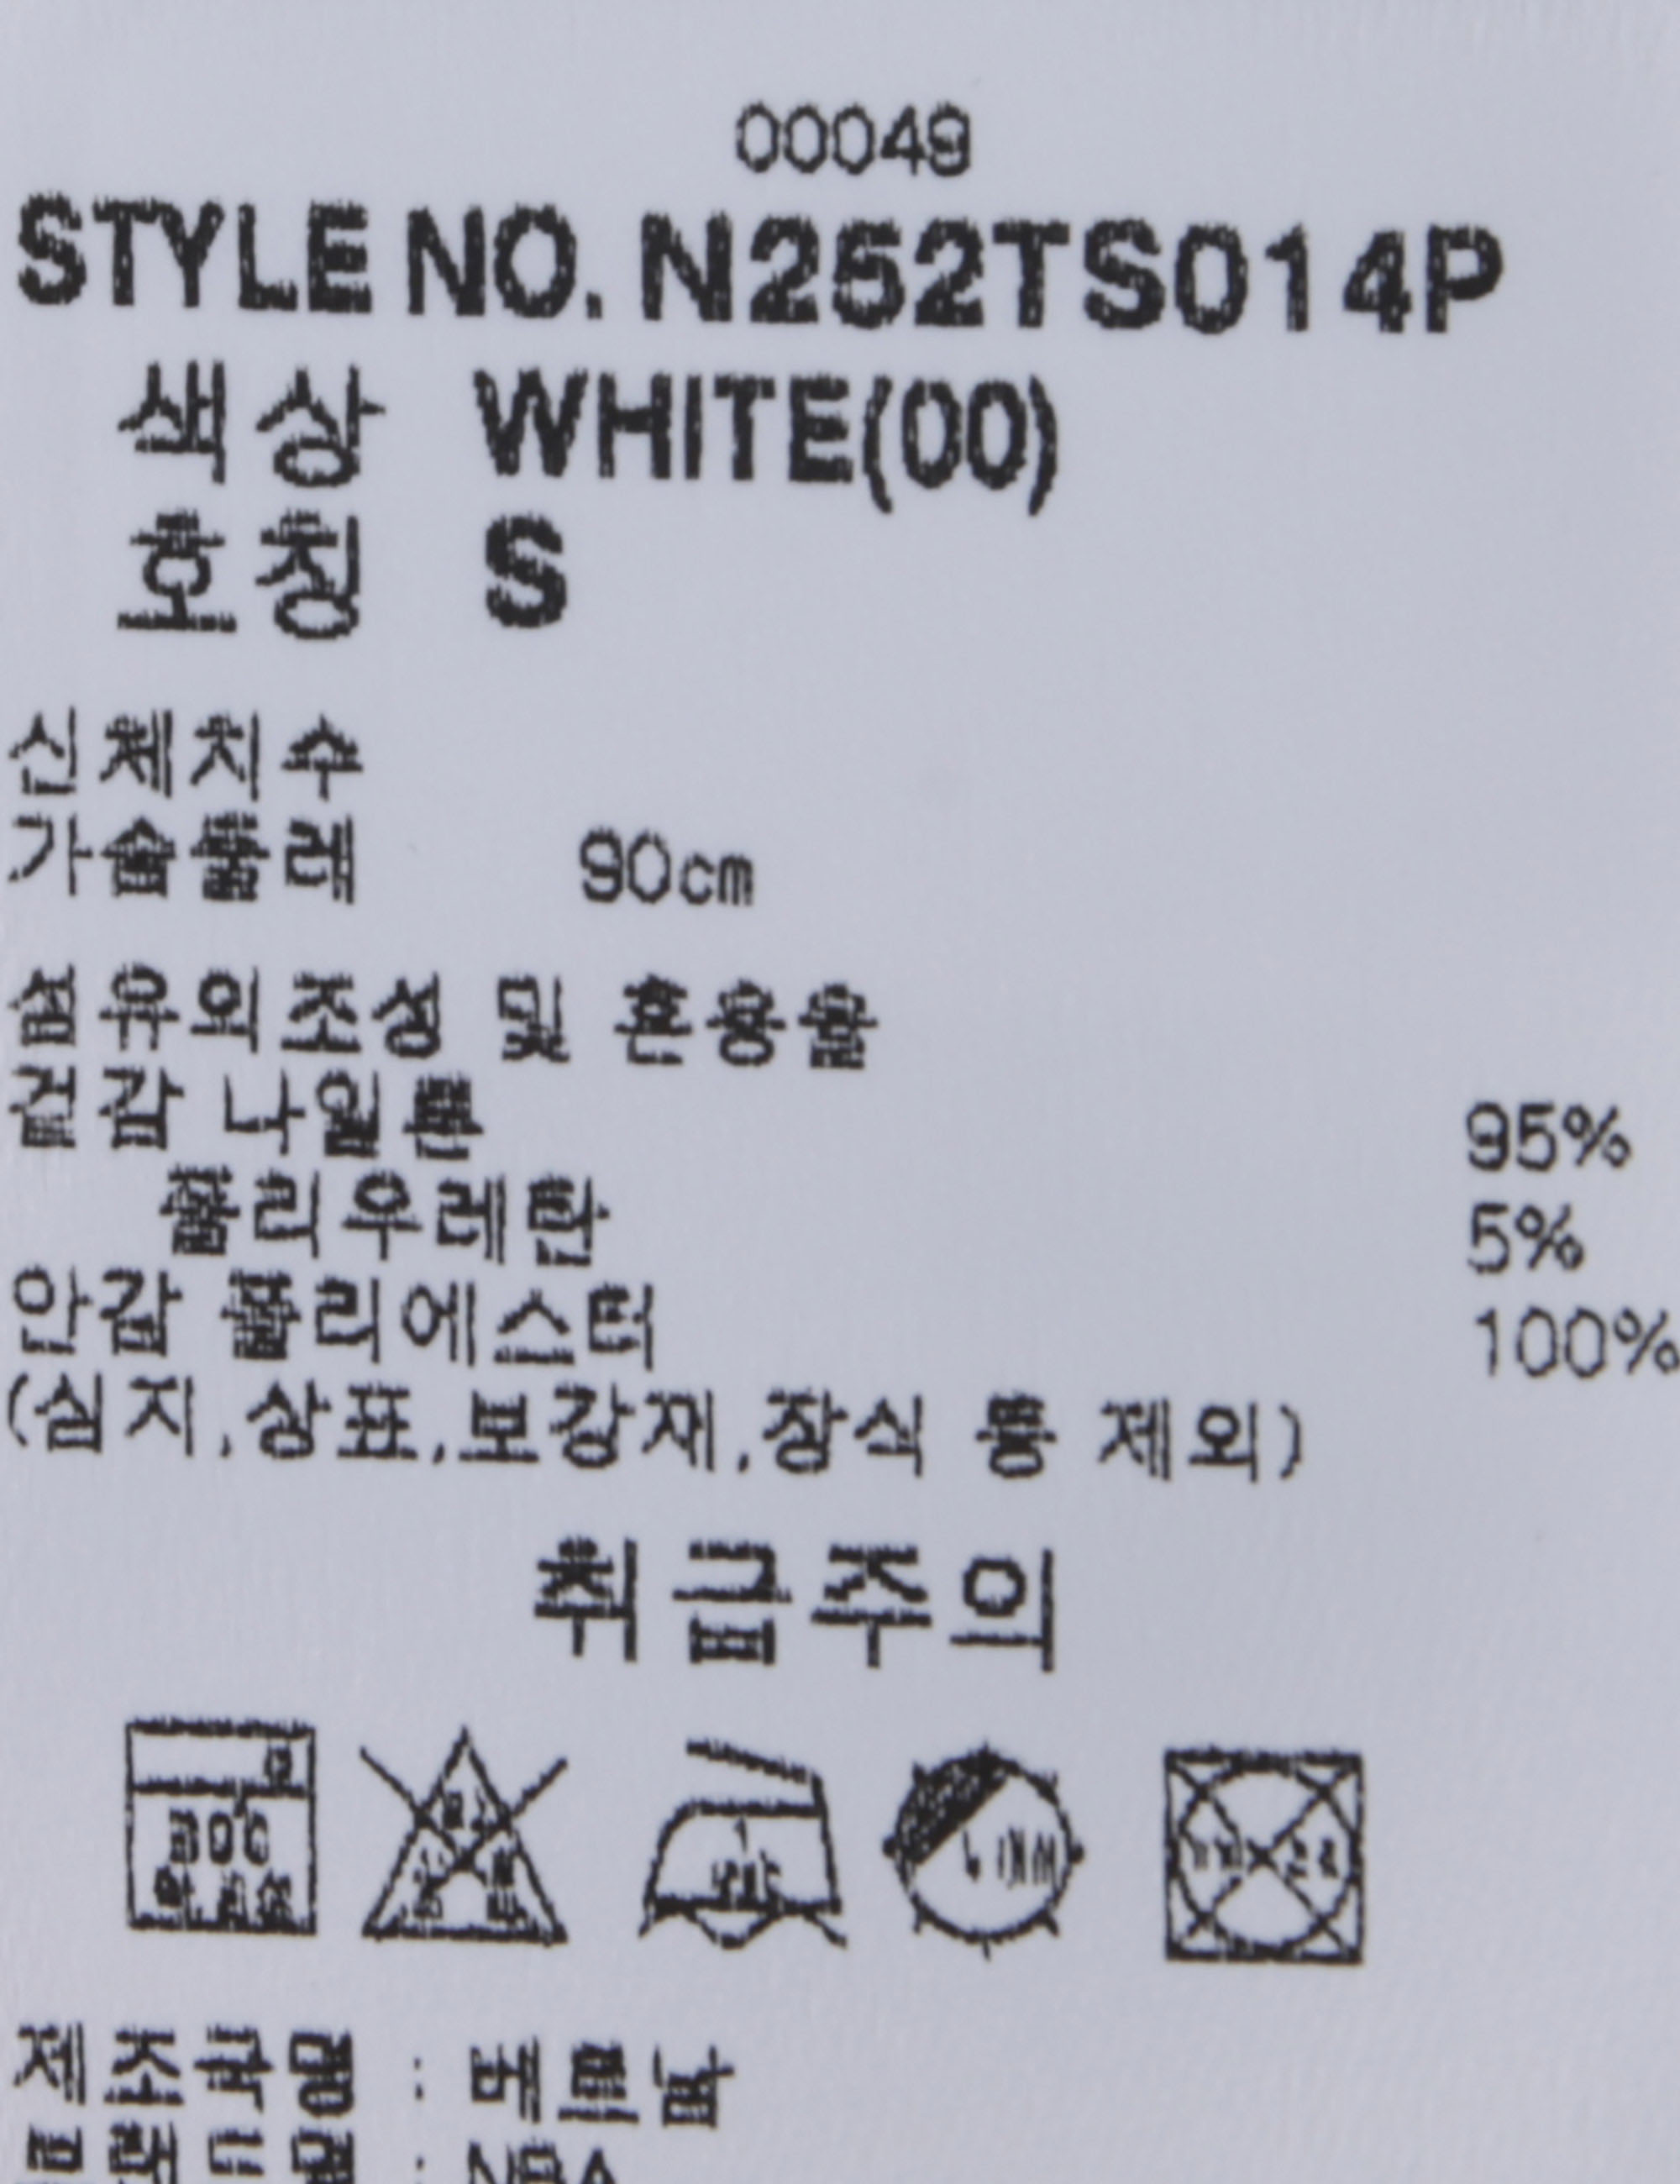 00049
STYLE NO. N252TS014P
색상 WHITE(00)
호칭 S
신체치수
가슴둘레 90cm
섬유의조성 및 혼용율
겉감 나일론 95%
폴리우레탄 5%
안감 폴리에스터 100%
(심지,상표,보강재,장식 등 제외)
취급주의
제조국명 : 베트남